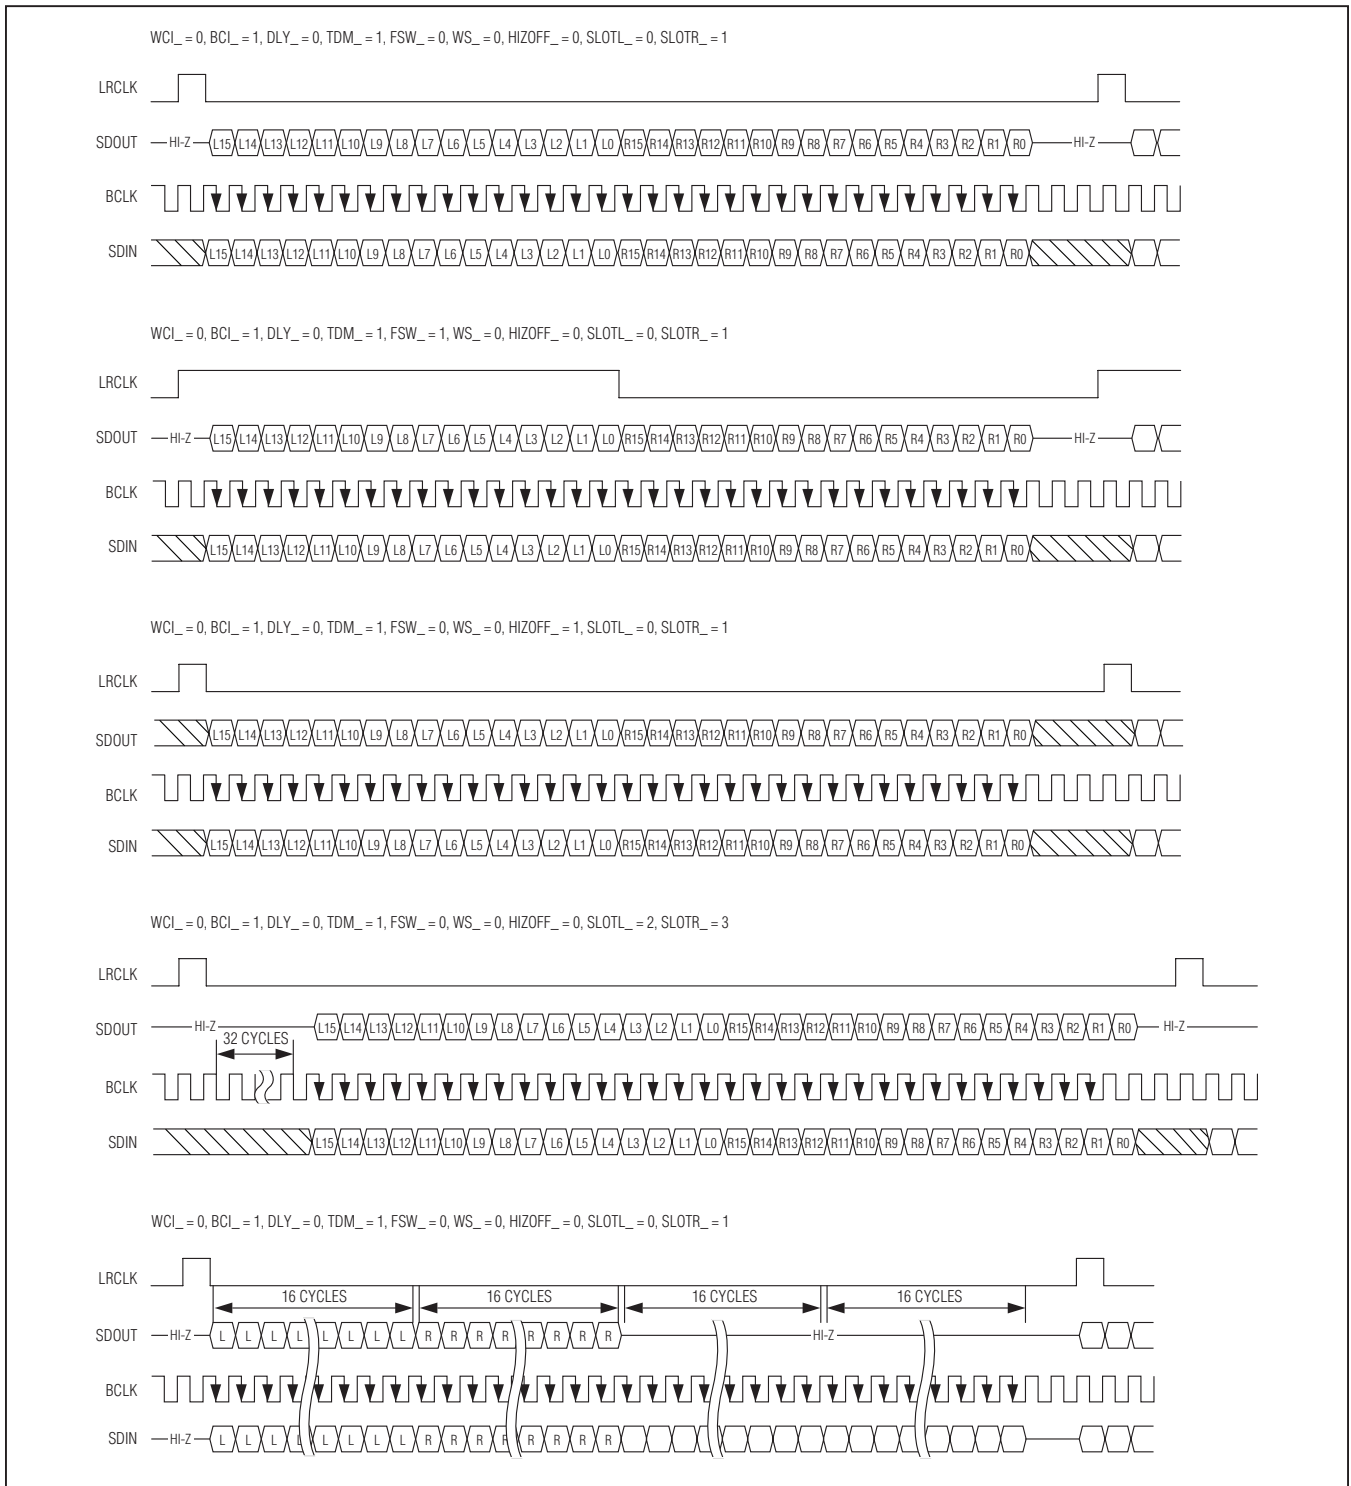 WCI_ = 0, BCI_ = 1, DLY_ = 0, TDM_ = 1, FSW_ = 0, WS_ = 0, HIZOFF_ = 0, SLOTL_ = 0, SLOTR_ = 1
LRCLK
SDOUT HI-Z L15 L14 L13 L12 L11 L10 L9 L8 L7 L6 L5 L4 L3 L2 L1 L0 R15 R14 R13 R12 R11 R10 R9 R8 R7 R6 R5 R4 R3 R2 R1 R0 HI-Z
BCLK
SDIN L15 L14 L13 L12 L11 L10 L9 L8 L7 L6 L5 L4 L3 L2 L1 L0 R15 R14 R13 R12 R11 R10 R9 R8 R7 R6 R5 R4 R3 R2 R1 R0
WCI_ = 0, BCI_ = 1, DLY_ = 0, TDM_ = 1, FSW_ = 1, WS_ = 0, HIZOFF_ = 0, SLOTL_ = 0, SLOTR_ = 1
LRCLK
SDOUT HI-Z L15 L14 L13 L12 L11 L10 L9 L8 L7 L6 L5 L4 L3 L2 L1 L0 R15 R14 R13 R12 R11 R10 R9 R8 R7 R6 R5 R4 R3 R2 R1 R0 HI-Z
BCLK
SDIN L15 L14 L13 L12 L11 L10 L9 L8 L7 L6 L5 L4 L3 L2 L1 L0 R15 R14 R13 R12 R11 R10 R9 R8 R7 R6 R5 R4 R3 R2 R1 R0
WCI_ = 0, BCI_ = 1, DLY_ = 0, TDM_ = 1, FSW_ = 0, WS_ = 0, HIZOFF_ = 1, SLOTL_ = 0, SLOTR_ = 1
LRCLK
SDOUT L15 L14 L13 L12 L11 L10 L9 L8 L7 L6 L5 L4 L3 L2 L1 L0 R15 R14 R13 R12 R11 R10 R9 R8 R7 R6 R5 R4 R3 R2 R1 R0
BCLK
SDIN L15 L14 L13 L12 L11 L10 L9 L8 L7 L6 L5 L4 L3 L2 L1 L0 R15 R14 R13 R12 R11 R10 R9 R8 R7 R6 R5 R4 R3 R2 R1 R0
WCI_ = 0, BCI_ = 1, DLY_ = 0, TDM_ = 1, FSW_ = 0, WS_ = 0, HIZOFF_ = 0, SLOTL_ = 2, SLOTR_ = 3
LRCLK
SDOUT HI-Z L15 L14 L13 L12 L11 L10 L9 L8 L7 L6 L5 L4 L3 L2 L1 L0 R15 R14 R13 R12 R11 R10 R9 R8 R7 R6 R5 R4 R3 R2 R1 R0 HI-Z
32 CYCLES
BCLK
SDIN L15 L14 L13 L12 L11 L10 L9 L8 L7 L6 L5 L4 L3 L2 L1 L0 R15 R14 R13 R12 R11 R10 R9 R8 R7 R6 R5 R4 R3 R2 R1 R0
WCI_ = 0, BCI_ = 1, DLY_ = 0, TDM_ = 1, FSW_ = 0, WS_ = 0, HIZOFF_ = 0, SLOTL_ = 0, SLOTR_ = 1
LRCLK
16 CYCLES 16 CYCLES 16 CYCLES 16 CYCLES
SDOUT HI-Z L L L L L L L L R R R R R R R R HI-Z
BCLK
SDIN HI-Z L L L L L L L L R R R R R R R R